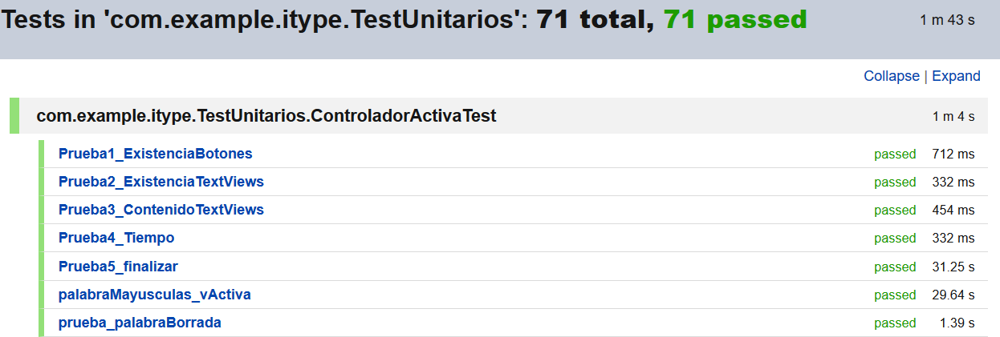 Tests in 'com.example.itype.TestUnitarios': 71 total, 71 passed 1 m 43 s
Collapse | Expand
com.example.itype.TestUnitarios.ControladorActivaTest 1 m 4 s
Prueba1_ExistenciaBotones passed 712 ms
Prueba2_ExistenciaTextViews passed 332 ms
Prueba3_ContenidoTextViews passed 454 ms
Prueba4_Tiempo passed 332 ms
Prueba5_finalizar passed 31.25 s
palabraMayusculas_vActiva passed 29.64 s
prueba_palabraBorrada passed 1.39 s